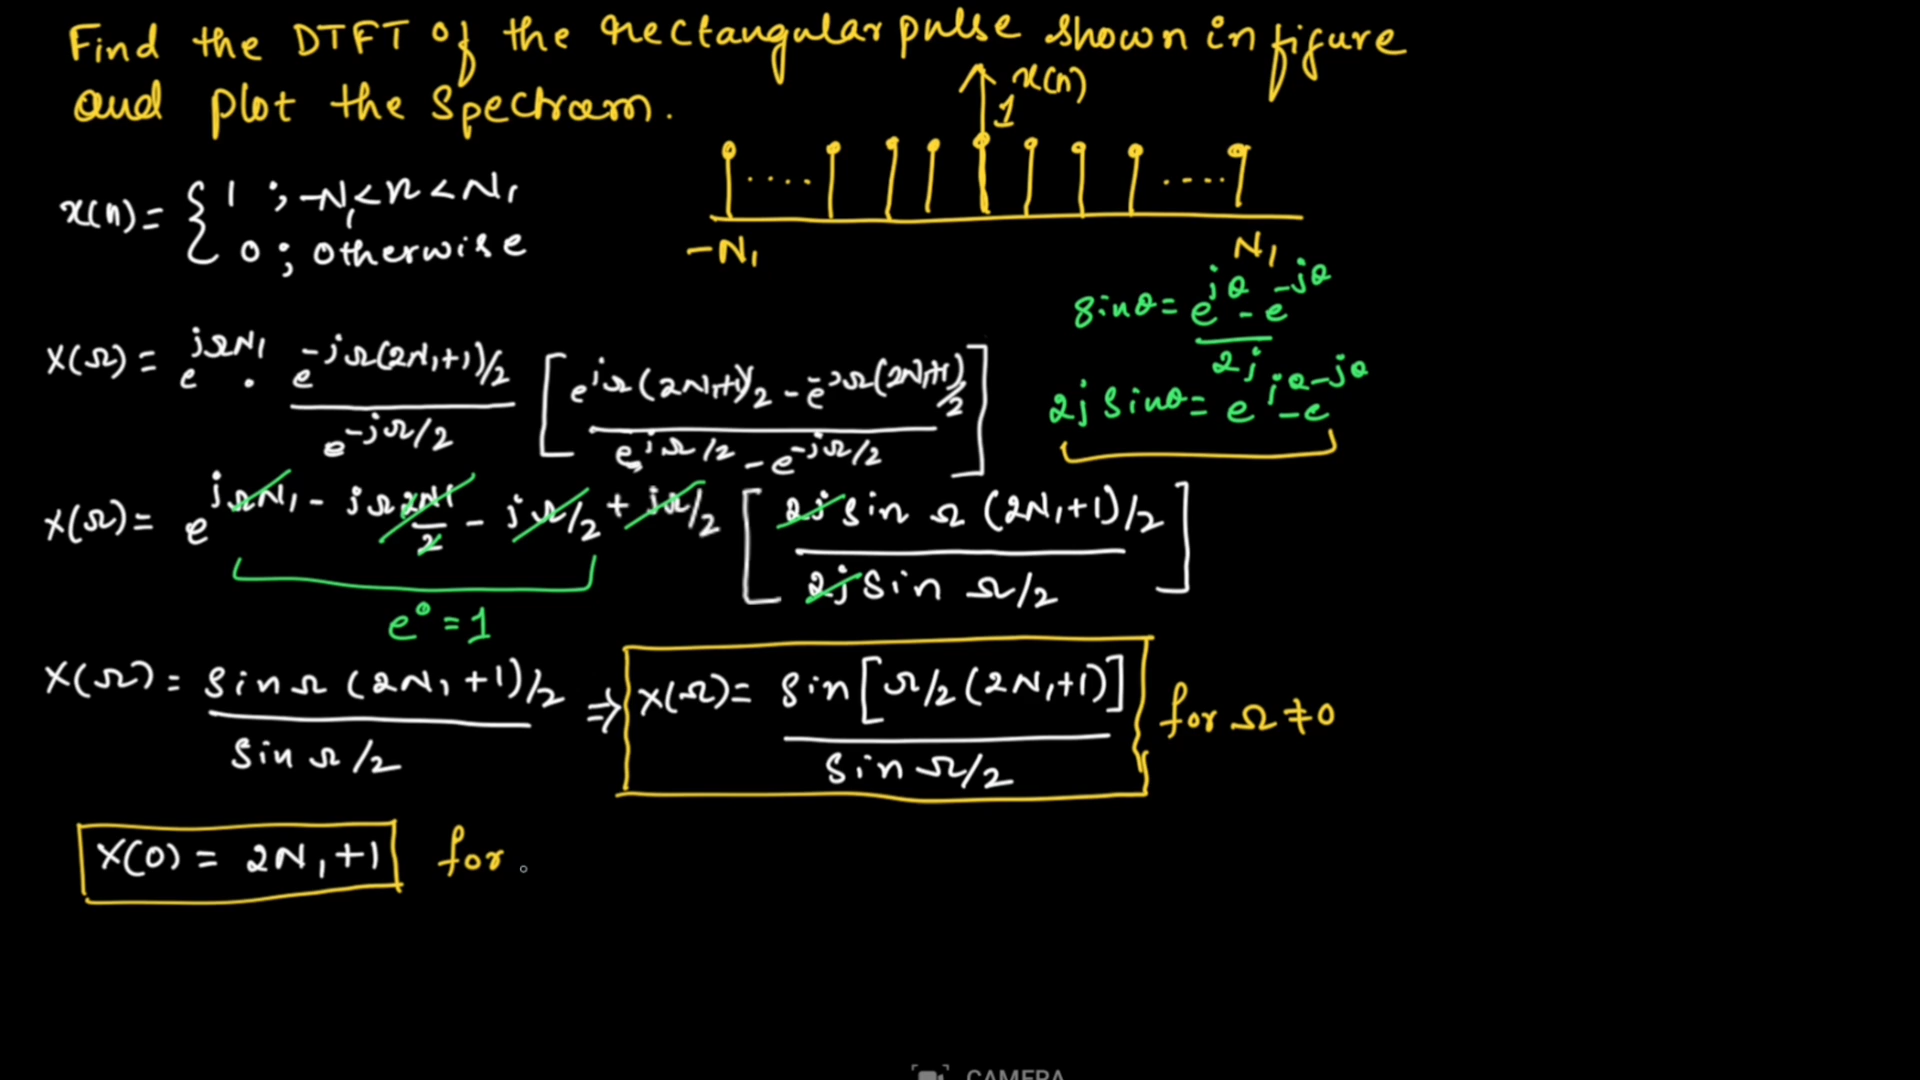 Find the DTFT of the rectangular pulse shown in figure
and plot the Spectram.
x(n)
1
x(n) = { 1 ; -N₁ < n < N₁
0 ; otherwise
..... .....
-N₁ N₁
sinθ = (e^{jθ} - e^{-jθ})/2j
2j sinθ = e^{jθ} - e^{-jθ}
X(Ω) = e^{jΩN₁} . e^{-jΩ(2N₁+1)/2} / e^{-jΩ/2} [ (e^{jΩ(2N₁+1)/2} - e^{-jΩ(2N₁+1)/2}) / (e^{jΩ/2} - e^{-jΩ/2}) ]
X(Ω) = e^{jΩN₁ - jΩ2N₁/2 - jΩ/2 + jΩ/2} [ 2j sin Ω (2N₁+1)/2 / 2j sin Ω/2 ]
e⁰ = 1
X(Ω) = sin Ω (2N₁+1)/2 / sin Ω/2 ⇒ X(Ω) = sin[Ω/2 (2N₁+1)] / sin Ω/2 for Ω ≠ 0
X(0) = 2N₁+1 for
CAMERA